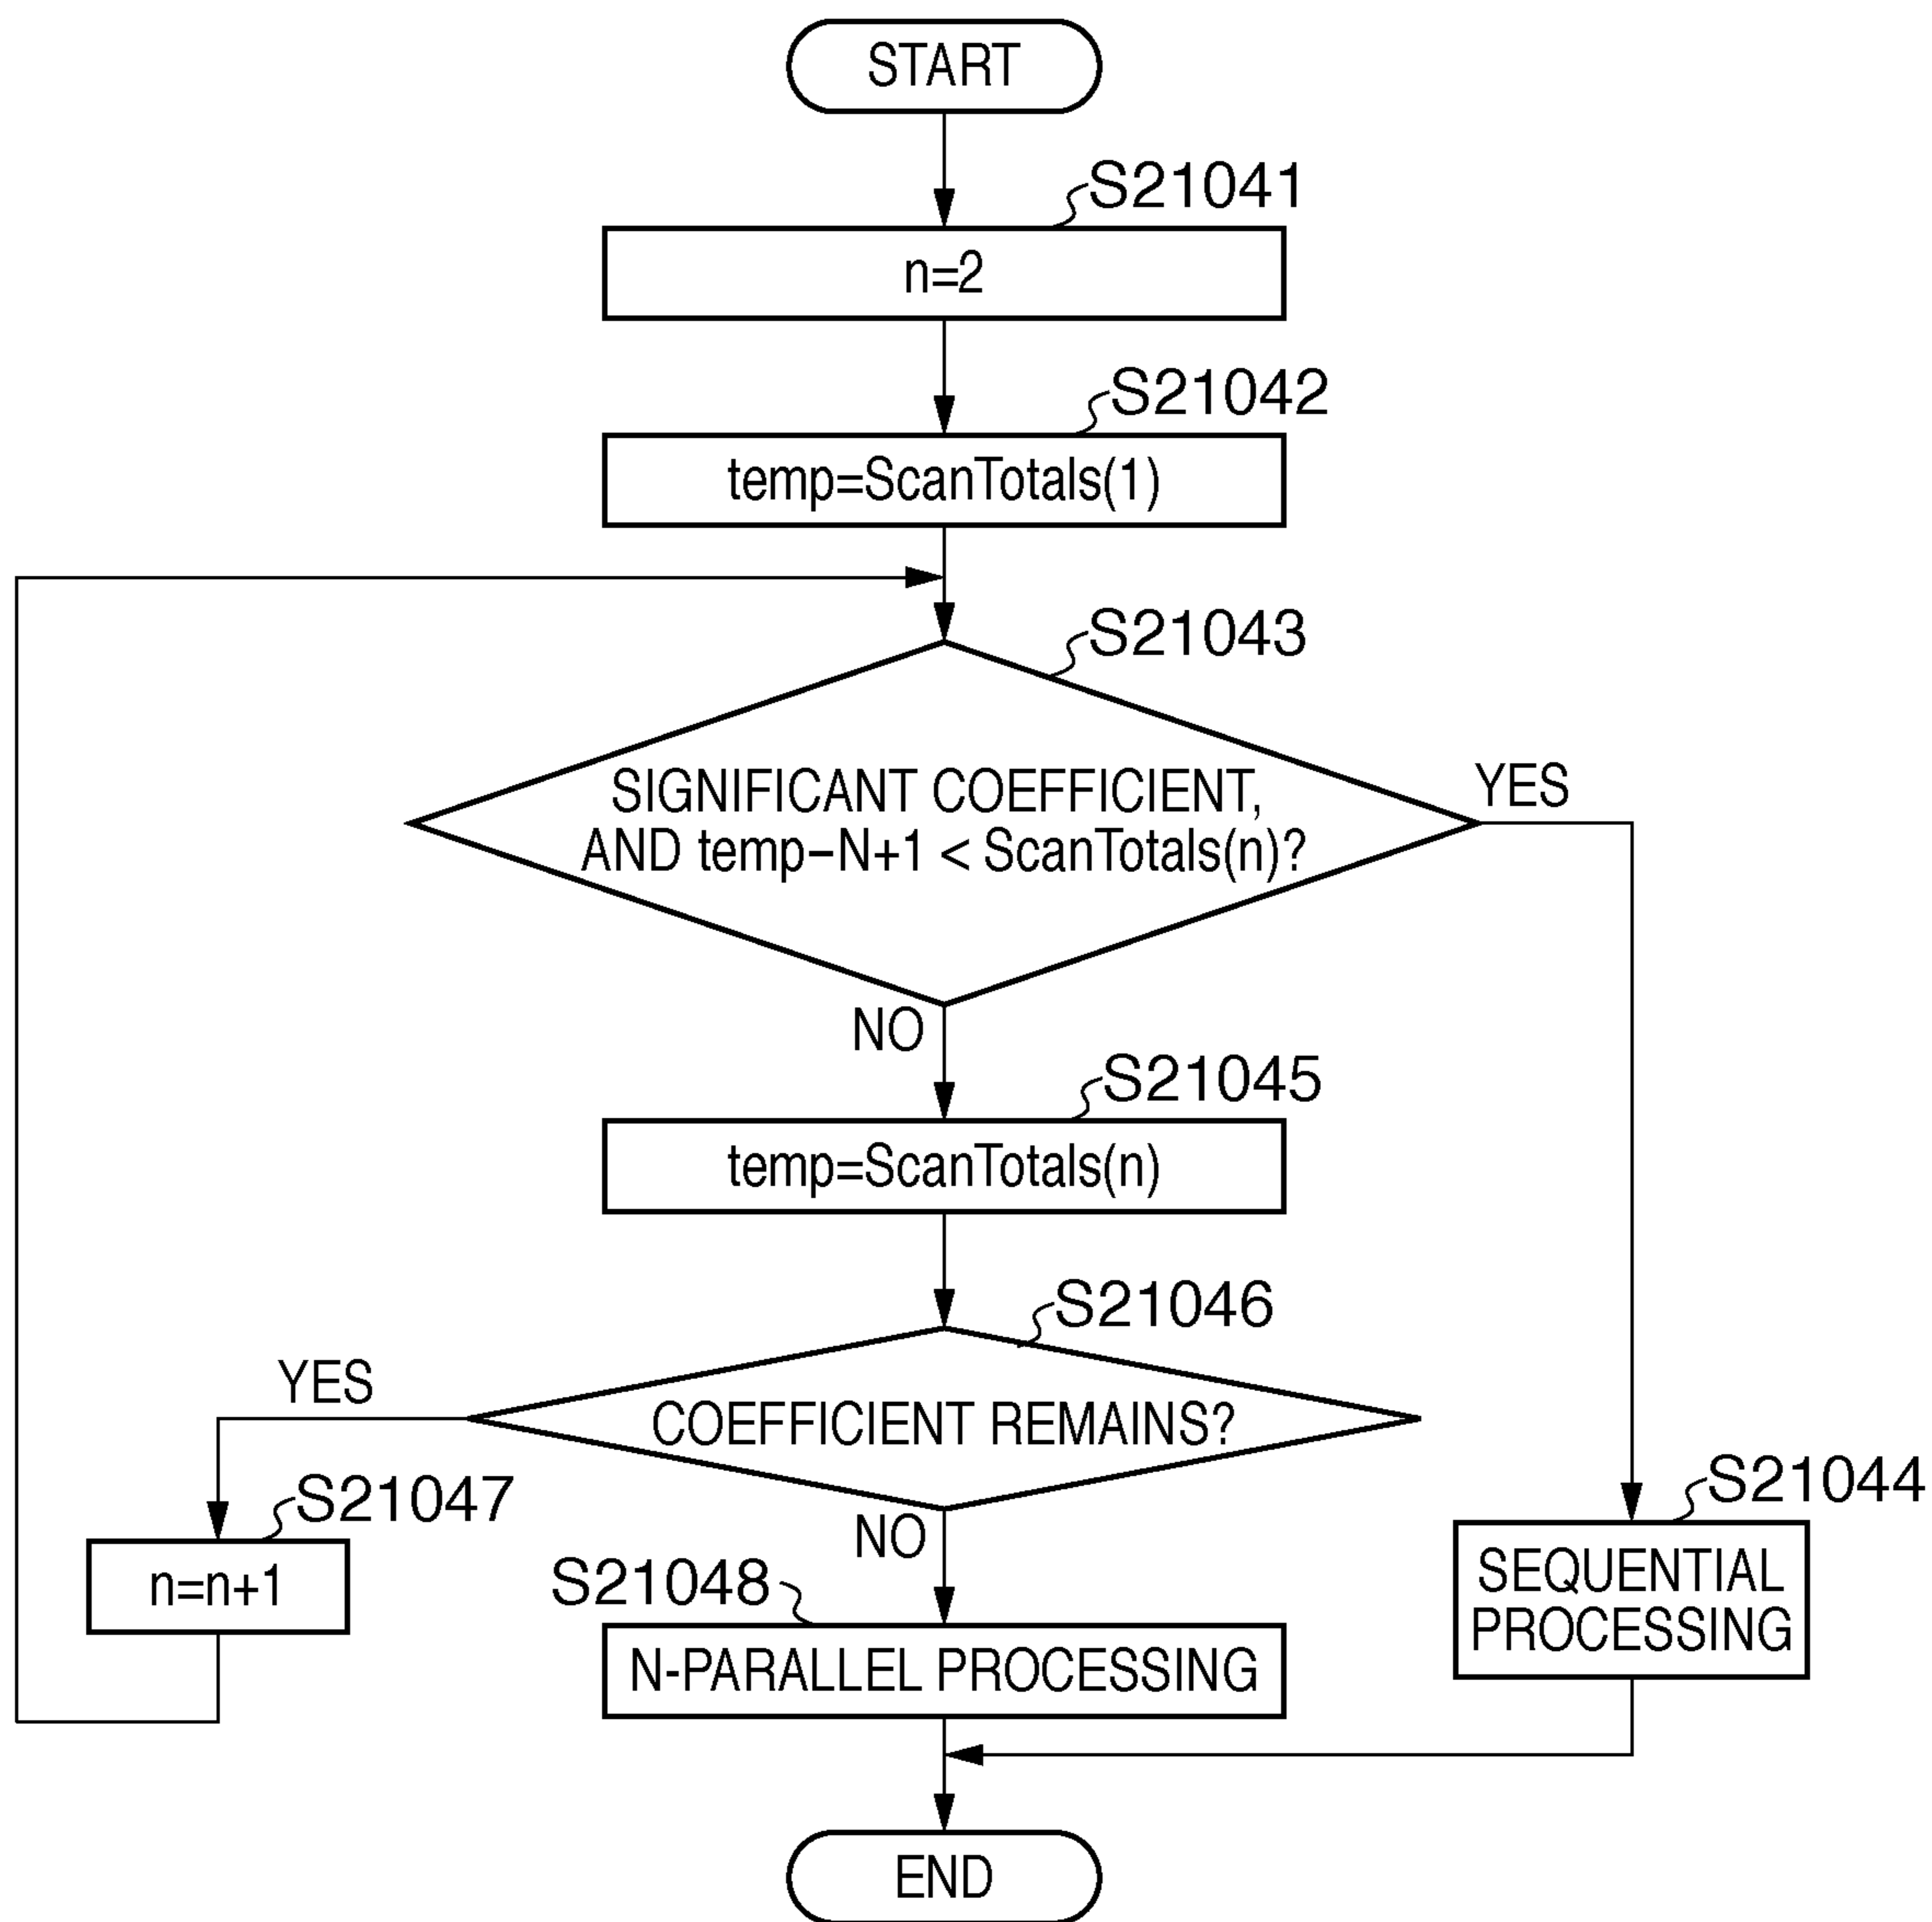 START
S21041
n=2
S21042
temp=ScanTotals(1)
S21043
SIGNIFICANT COEFFICIENT,
AND temp−N+1 < ScanTotals(n)?
YES
NO
S21045
temp=ScanTotals(n)
S21046
COEFFICIENT REMAINS?
YES
NO
S21047
n=n+1
S21048
N-PARALLEL PROCESSING
S21044
SEQUENTIAL
PROCESSING
END